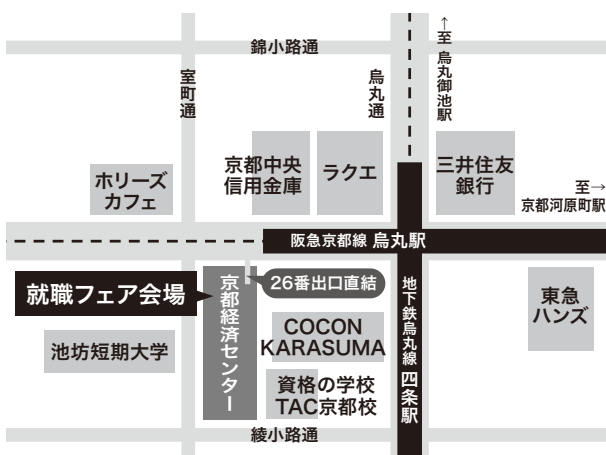 錦小路通
室町通
烏丸通
↑至 烏丸御池駅
ホリーズ
カフェ
京都中央
信用金庫
ラクエ
三井住友
銀行
至→
京都河原町駅
阪急京都線 烏丸駅
就職フェア会場
京都経済センター
26番出口直結
地下鉄烏丸線 四条駅
東急
ハンズ
池坊短期大学
COCON
KARASUMA
資格の学校
TAC京都校
綾小路通